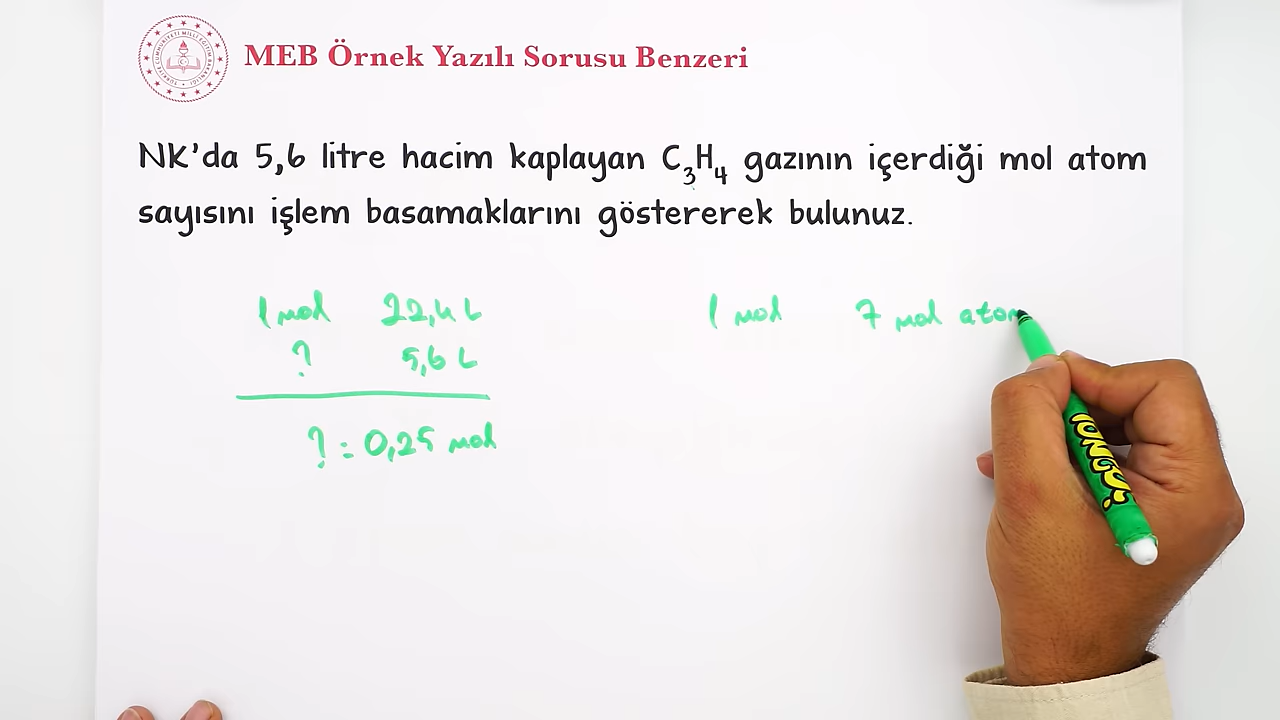 MEB Örnek Yazılı Sorusu Benzeri
NK'da 5,6 litre hacim kaplayan C₃H₄ gazının içerdiği mol atom
sayısını işlem basamaklarını göstererek bulunuz.
1 mol 22,4 L
? 5,6 L
? : 0,25 mol
1 mol 7 mol atom